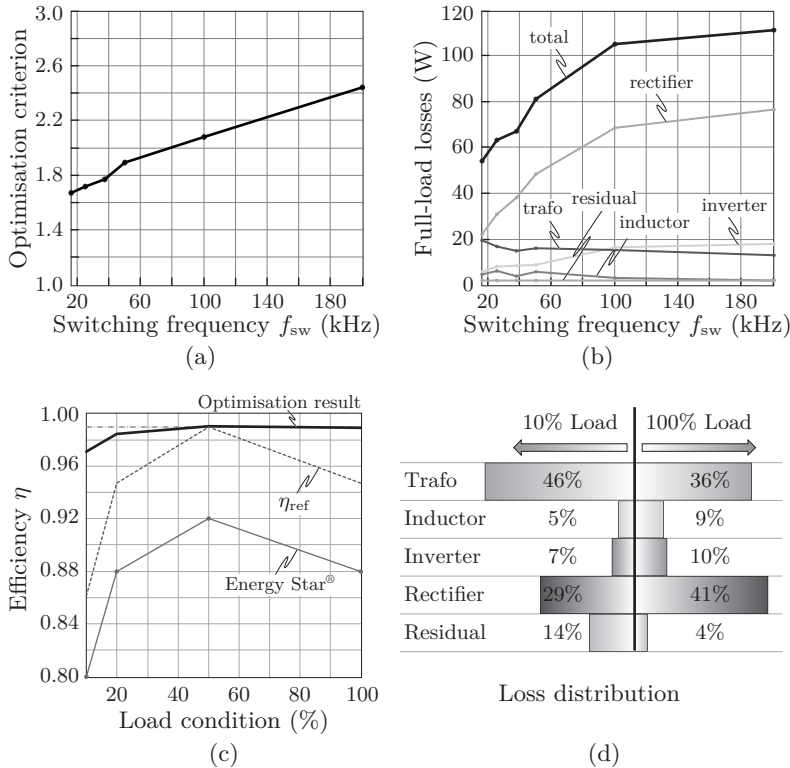 Optimisation criterion
3.0
2.6
2.2
1.8
1.4
1.0
20
60
100
140
180
Switching frequency fsw (kHz)
(a)
Full-load losses (W)
120
100
80
60
40
20
0
total
rectifier
trafo
residual
inductor
inverter
20
60
100
140
180
Switching frequency fsw (kHz)
(b)
Efficiency η
1.00
0.96
0.92
0.88
0.84
0.80
Optimisation result
ηref
Energy Star®
20
40
60
80
100
Load condition (%)
(c)
10% Load 100% Load
Trafo 46% 36%
Inductor 5% 9%
Inverter 7% 10%
Rectifier 29% 41%
Residual 14% 4%
Loss distribution
(d)